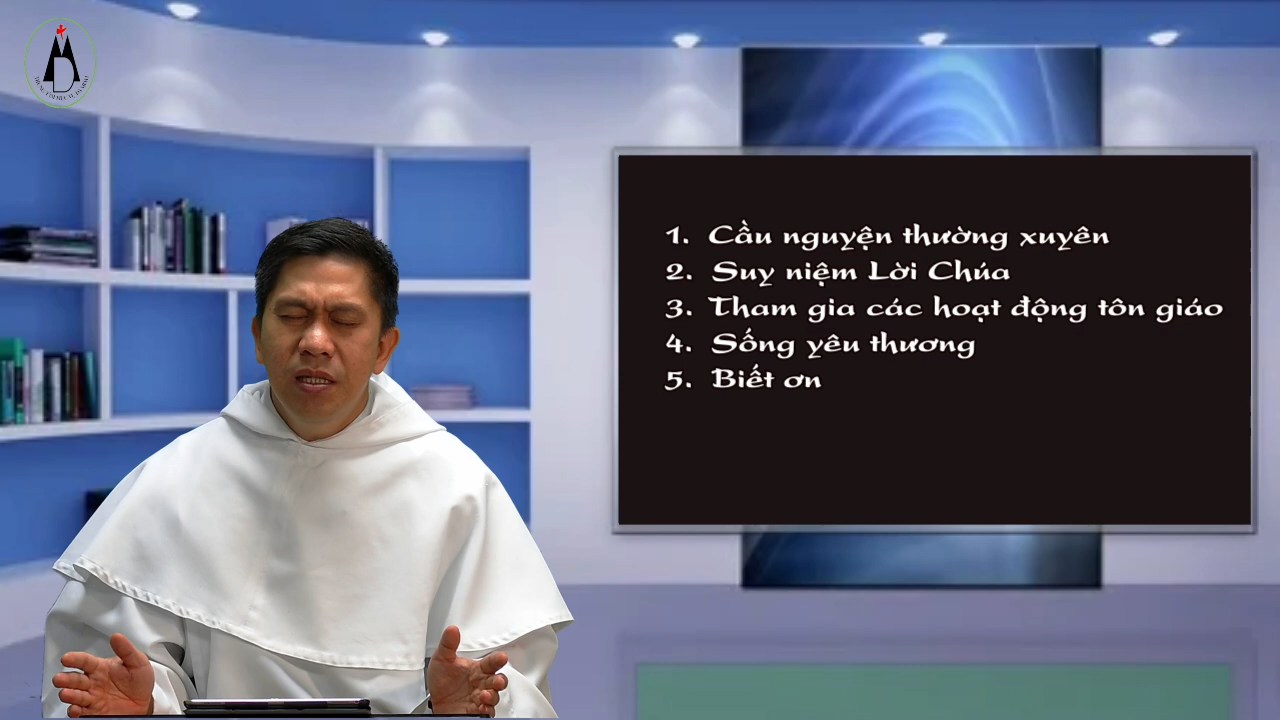 1. Cầu nguyện thường xuyên
2. Suy niệm Lời Chúa
3. Tham gia các hoạt động tôn giáo
4. Sống yêu thương
5. Biết ơn